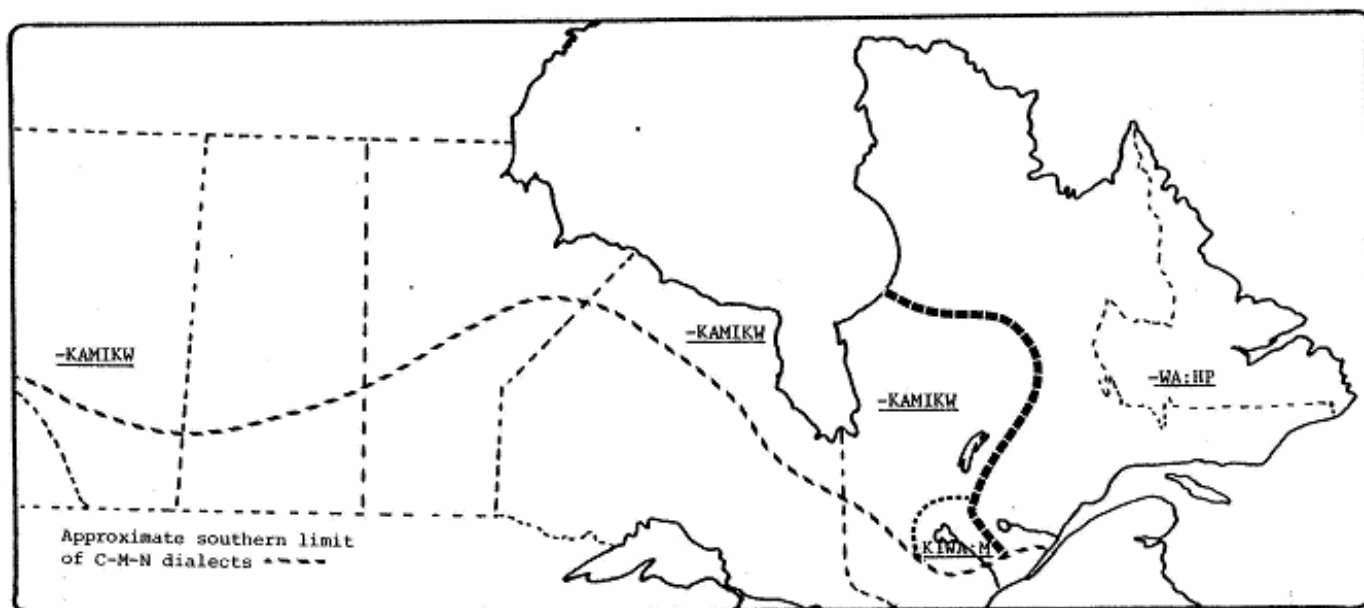 -KAMIKW
-KAMIKW
-KAMIKW
-WA:HP
KIWA:M
Approximate southern limit
of C-M-N dialects